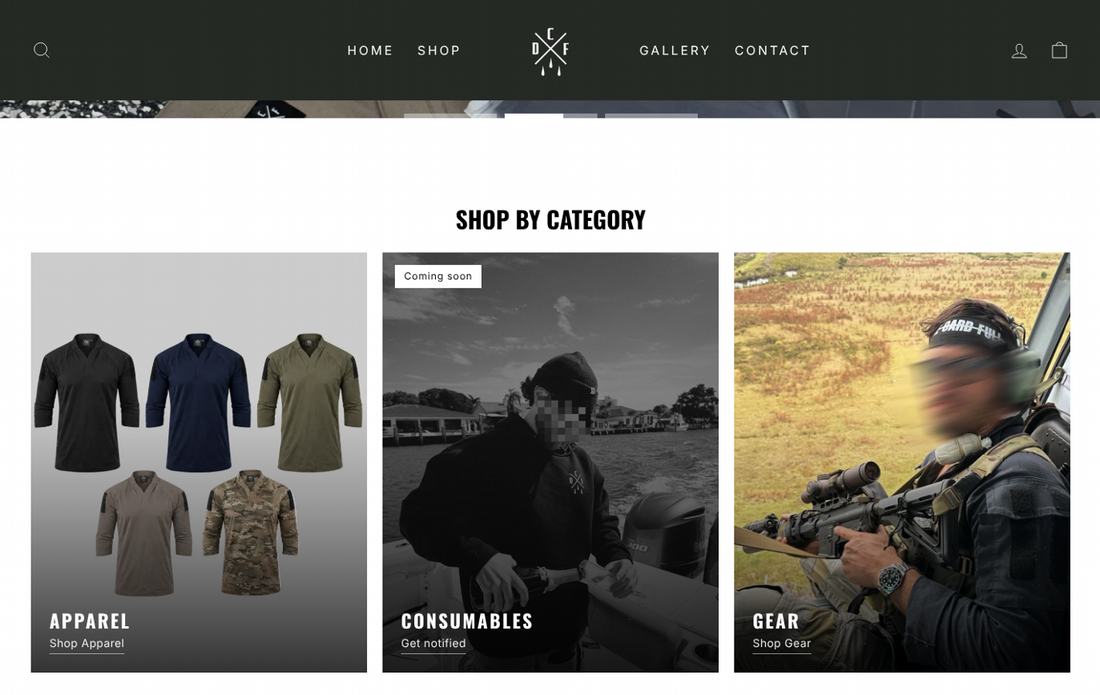 HOME SHOP D C F GALLERY CONTACT
SHOP BY CATEGORY
Coming soon
APPAREL
Shop Apparel
CONSUMABLES
Get notified
GEAR
Shop Gear